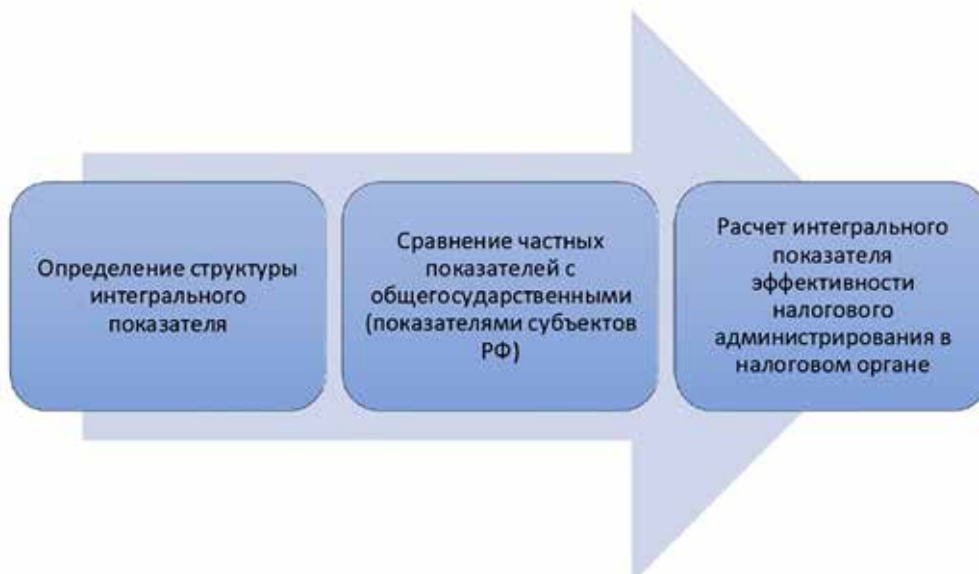 Определение структуры
интегрального
показателя
Сравнение частных
показателей с
общегосударственными
(показателями субъектов
РФ)
Расчет интегрального
показателя
эффективности
налогового
администрирования в
налоговом органе